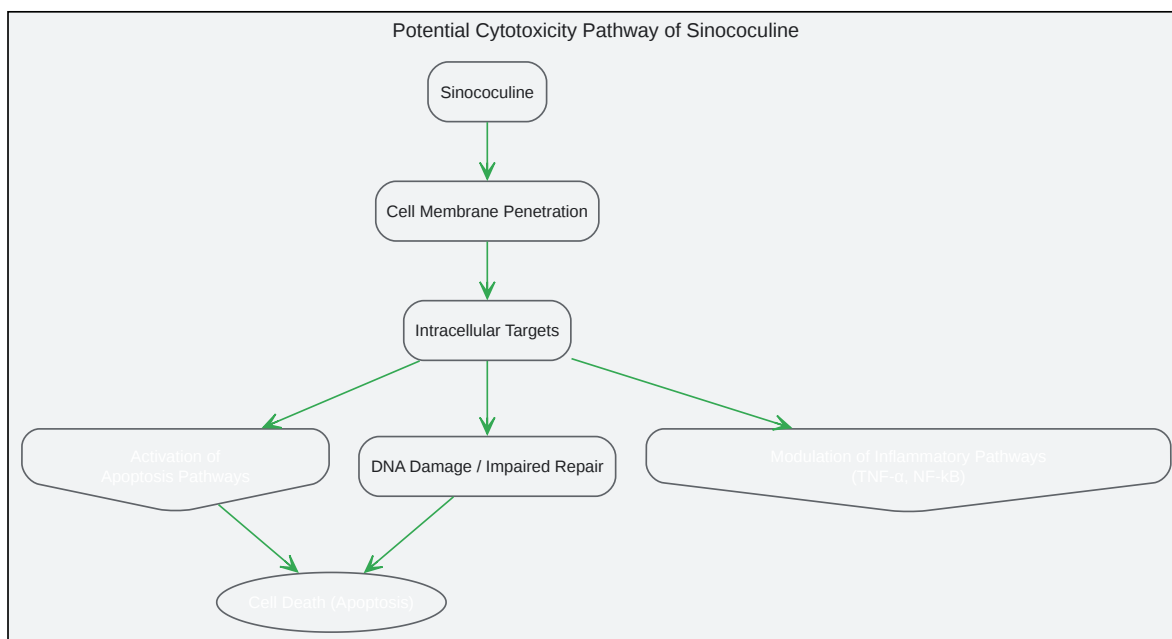 Potential Cytotoxicity Pathway of Sinococuline
Sinococuline
Cell Membrane Penetration
Intracellular Targets
Activation of
Apoptosis Pathways
DNA Damage / Impaired Repair
Modulation of Inflammatory Pathways
(TNF-α, NF-kB)
Cell Death (Apoptosis)